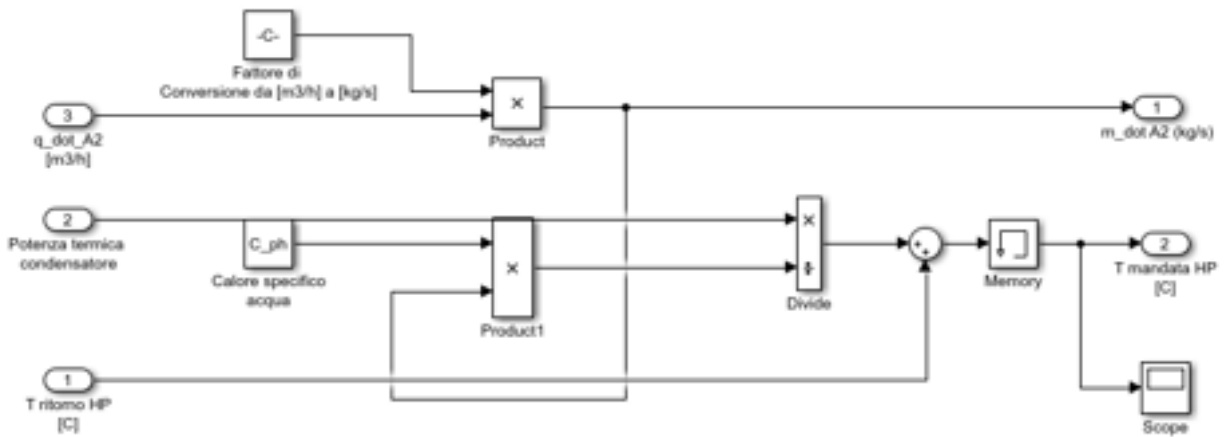 -C-
Fattore di
Conversione da [m3/h] a [kg/s]
3
q_dot_A2
[m3/h]
×
Product
1
m_dot A2 (kg/s)
2
Potenza termica
condensatore
C_ph
Calore specifico
acqua
×
Product1
×
÷
Divide
+
+
Memory
2
T mandata HP
[C]
1
T ritorno HP
[C]
Scope